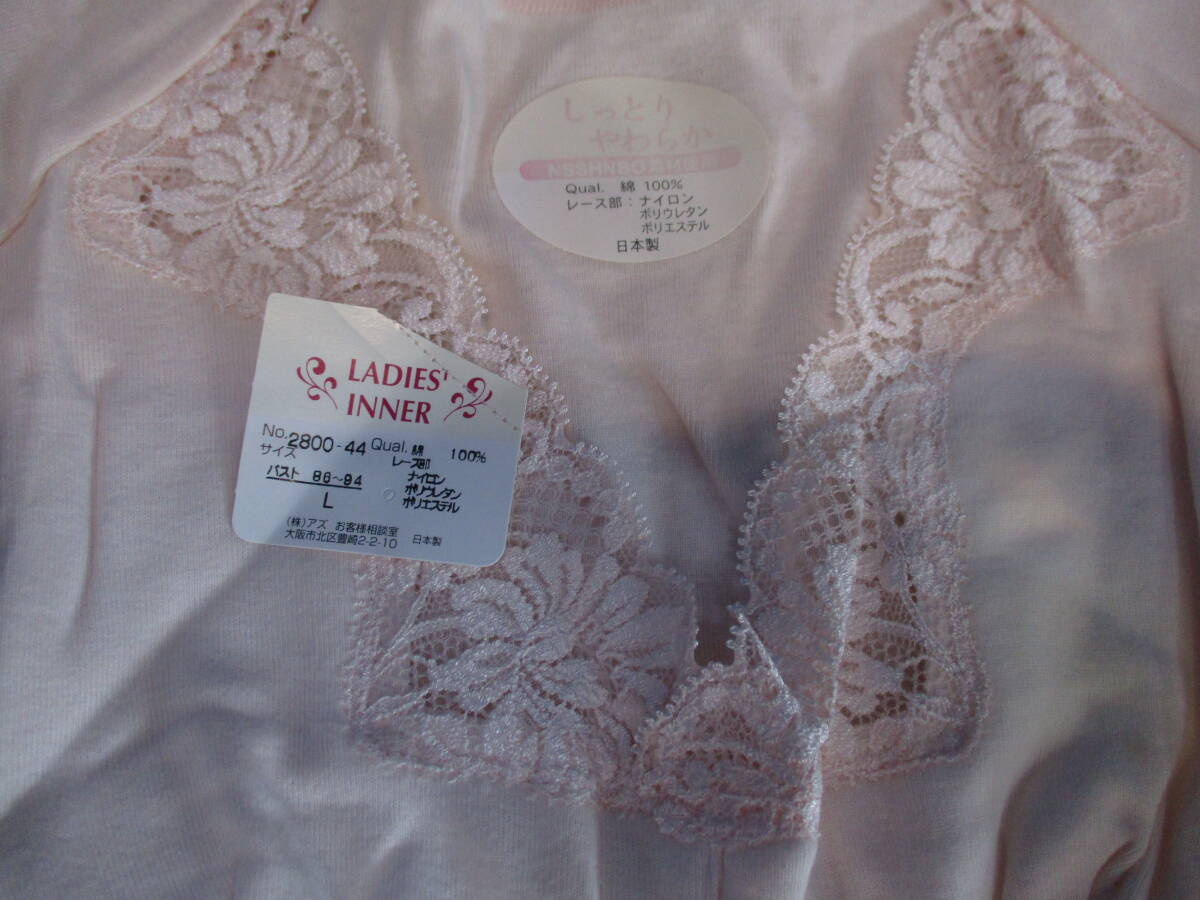 しっとり
やわらか
Qual. 綿 100%
レース部：ナイロン
ポリウレタン
ポリエステル
日本製
LADIES'
INNER
No.2800-44 Qual. 綿 100%
サイズ レース部
バスト 86~94 ナイロン
L ポリウレタン
ポリエステル
(株)アズ お客様相談室
大阪市北区豊崎2-2-10 日本製